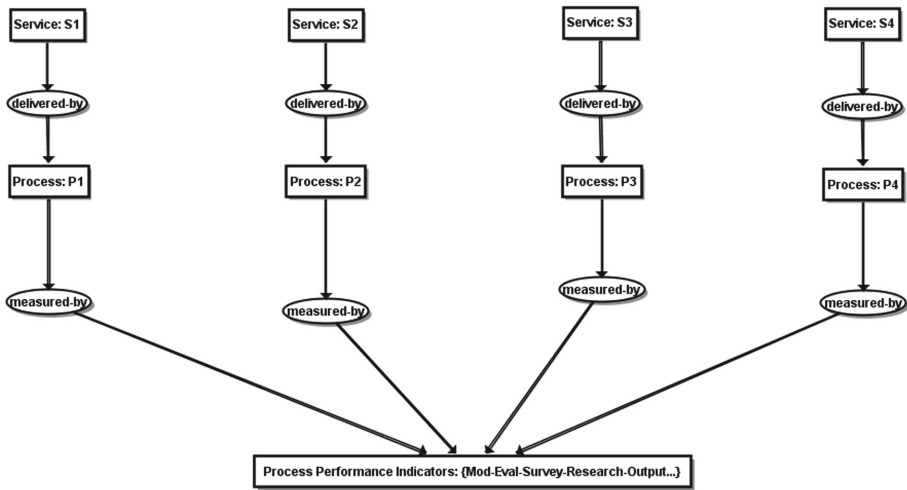 Service: S1
Service: S2
Service: S3
Service: S4
delivered-by
delivered-by
delivered-by
delivered-by
Process: P1
Process: P2
Process: P3
Process: P4
measured-by
measured-by
measured-by
measured-by
Process Performance Indicators: {Mod-Eval-Survey-Research-Output...}